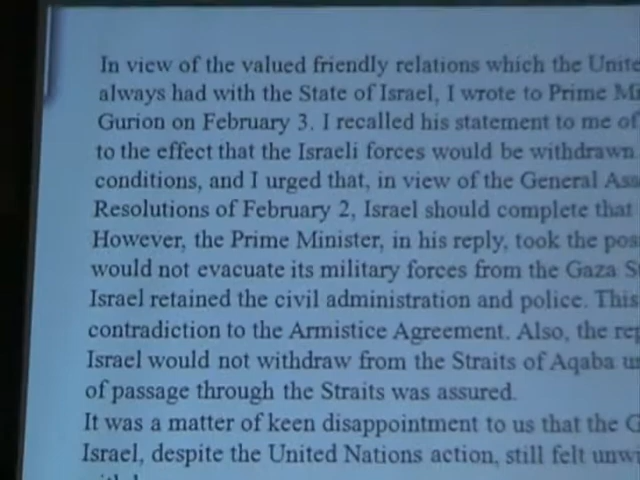 In view of the valued friendly relations which the Unite
always had with the State of Israel, I wrote to Prime Mi
Gurion on February 3. I recalled his statement to me of
to the effect that the Israeli forces would be withdrawn
conditions, and I urged that, in view of the General Ass
Resolutions of February 2, Israel should complete that
However, the Prime Minister, in his reply, took the pos
would not evacuate its military forces from the Gaza S
Israel retained the civil administration and police. This
contradiction to the Armistice Agreement. Also, the rep
Israel would not withdraw from the Straits of Aqaba u
of passage through the Straits was assured.
It was a matter of keen disappointment to us that the G
Israel, despite the United Nations action, still felt unwi